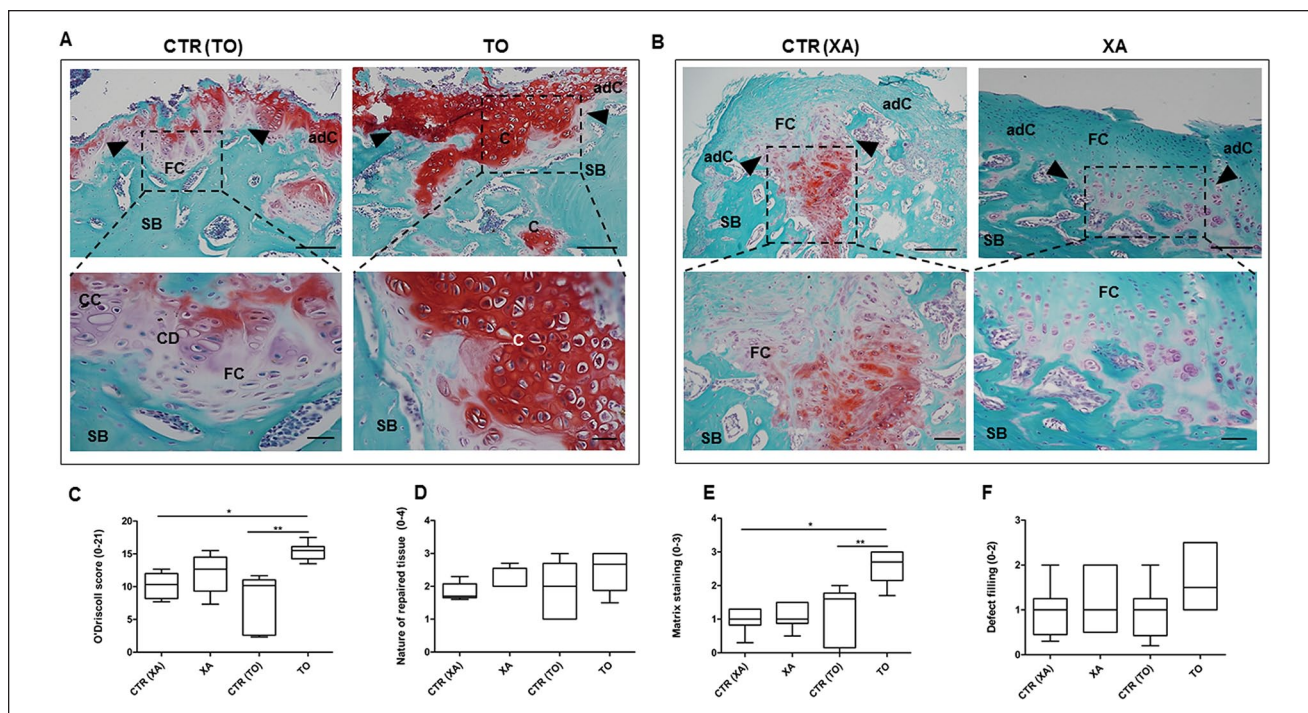 A
CTR (TO)
TO
B
CTR (XA)
XA
adC
FC
SB
adC
C
SB
C
FC
adC
adC
SB
adC
FC
adC
SB
CC
CD
FC
SB
C
SB
FC
SB
FC
SB
C
O'Driscoll score (0-21)
20
15
10
5
0
*
**
CTR (XA)
XA
CTR (TO)
TO
D
Nature of repaired tissue (0-4)
4
3
2
1
0
CTR (XA)
XA
CTR (TO)
TO
E
Matrix staining (0-3)
4
3
2
1
0
*
**
CTR (XA)
XA
CTR (TO)
TO
F
Defect filling (0-2)
3
2
1
0
CTR (XA)
XA
CTR (TO)
TO